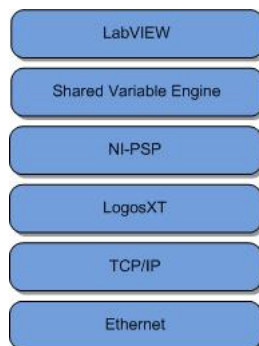 LabVIEW
Shared Variable Engine
NI-PSP
LogosXT
TCP/IP
Ethernet